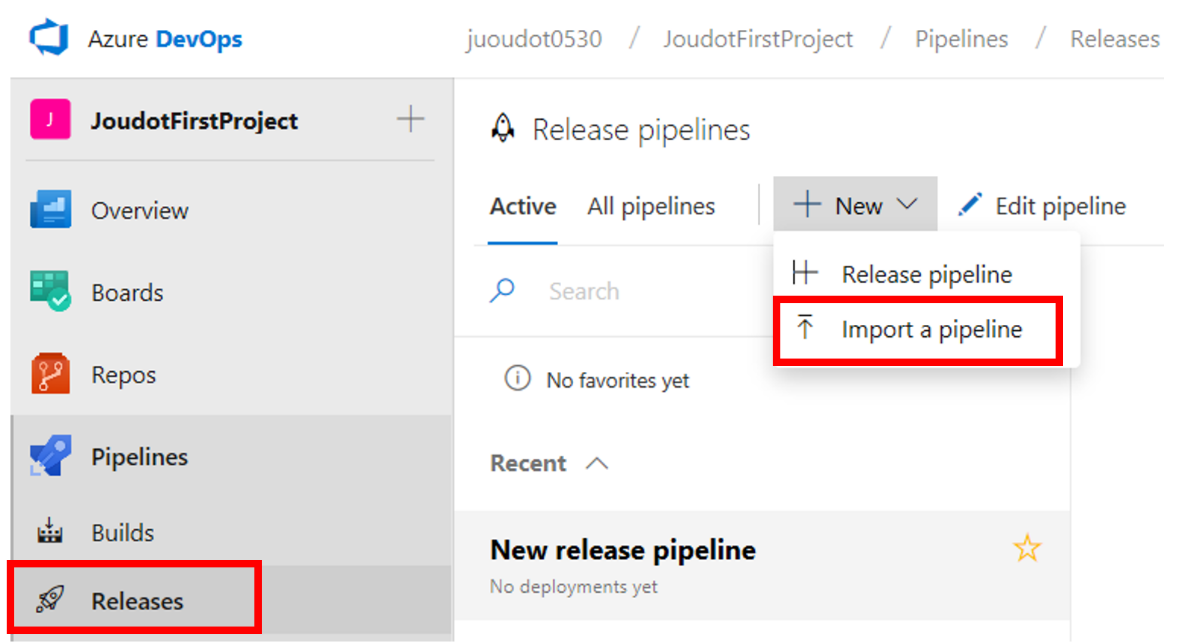 Azure DevOps
juoudot0530 / JoudotFirstProject / Pipelines / Releases
J JoudotFirstProject
Overview
Boards
Repos
Pipelines
Builds
Releases
Release pipelines
Active All pipelines New Edit pipeline
Release pipeline
Import a pipeline
Search
No favorites yet
Recent
New release pipeline
No deployments yet